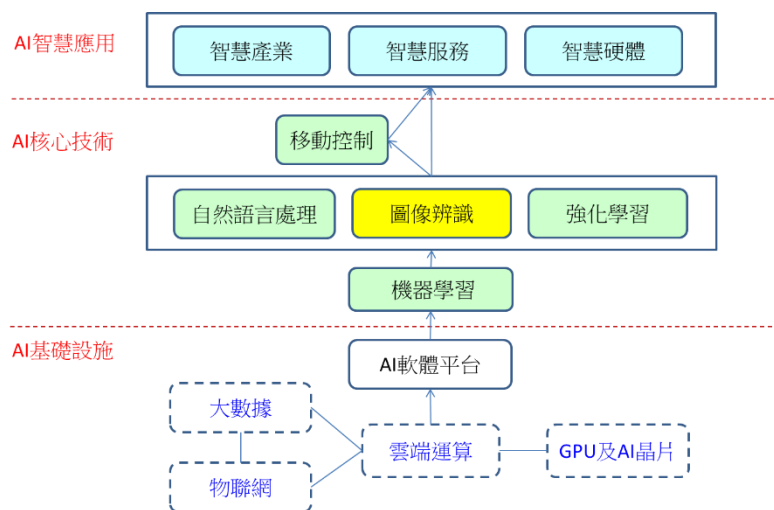 AI智慧應用
智慧產業
智慧服務
智慧硬體
AI核心技術
移動控制
自然語言處理
圖像辨識
強化學習
機器學習
AI基礎設施
AI軟體平台
大數據
雲端運算
GPU及AI晶片
物聯網